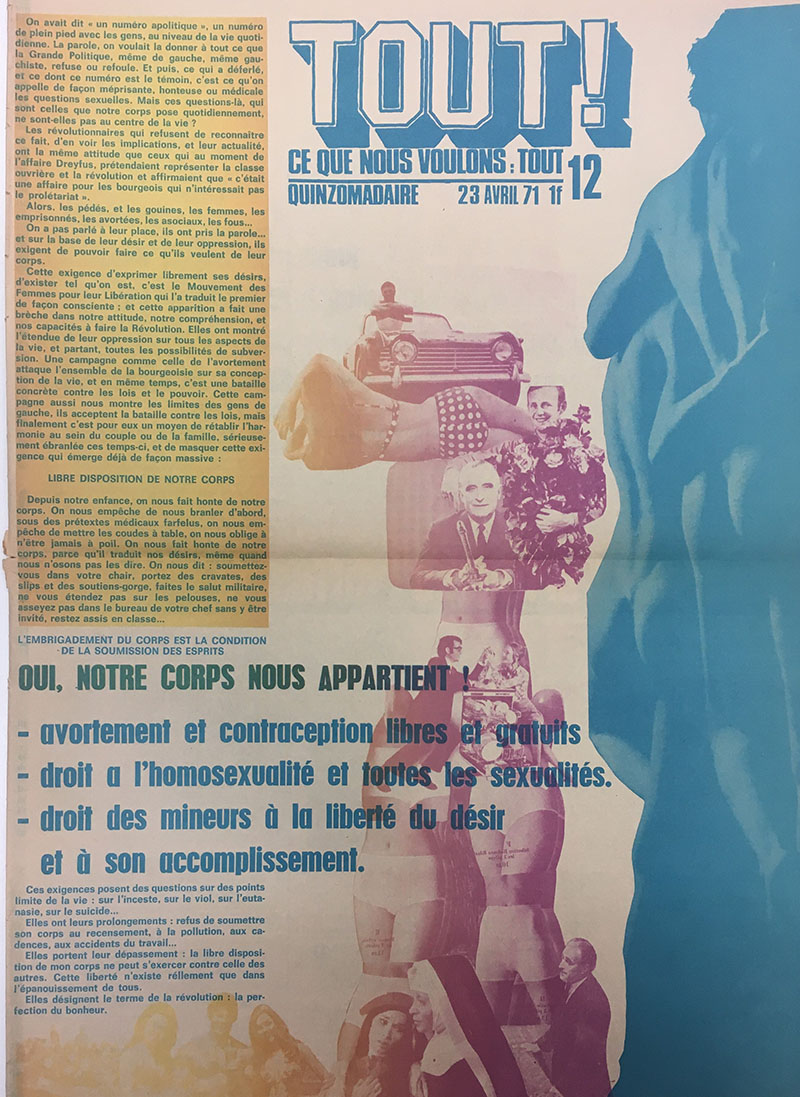 On avait dit « un numéro apolitique », un numéro
de plein pied avec les gens, au niveau de la vie quoti-
dienne. La parole, on voulait la donner à tout ce que
la Grande Politique, même de gauche, même gau-
chiste, refuse ou refoule. Et puis, ce qui a déferlé,
et ce dont ce numéro est le témoin, c'est ce qu'on
appelle de façon méprisante, honteuse ou médicale
les questions sexuelles. Mais ces questions-là, qui
sont celles que notre corps pose quotidiennement,
ne sont-elles pas au centre de la vie ?
Les révolutionnaires qui refusent de reconnaitre
ce fait, d'en voir les implications, et leur actualité,
ont la même attitude que ceux qui au moment de
l'affaire Dreyfus, prétendaient représenter la classe
ouvrière et la révolution et affirmaient que « c'était
une affaire pour les bourgeois qui n'intéressait pas
le prolétariat ».
Alors, les pédés, et les gouines, les femmes, les
emprisonnés, les avortées, les asociaux, les fous...
On a pas parlé à leur place, ils ont pris la parole...
et sur la base de leur désir et de leur oppression, ils
exigent de pouvoir faire ce qu'ils veulent de leur
corps.
Cette exigence d'exprimer librement ses désirs,
d'exister tel qu'on est, c'est le Mouvement des
Femmes pour leur Libération qui l'a traduit le premier
de façon consciente ; et cette apparition a fait une
brèche dans notre attitude, notre compréhension, et
nos capacités à faire la Révolution. Elles ont montré
l'étendue de leur oppression sur tous les aspects de
la vie, et partant, toutes les possibilités de subver-
sion. Une campagne comme celle de l'avortement
attaque l'ensemble de la bourgeoisie sur sa concep-
tion de la vie, et en même temps, c'est une bataille
concrète contre les lois et le pouvoir. Cette cam-
pagne aussi nous montre les limites des gens de
gauche, ils acceptent la bataille contre les lois, mais
finalement c'est pour eux un moyen de rétablir l'har-
monie au sein du couple ou de la famille, sérieuse-
ment ébranlée ces temps-ci, et de masquer cette exi-
gence qui émerge déjà de façon massive :
LIBRE DISPOSITION DE NOTRE CORPS
Depuis notre enfance, on nous fait honte de notre
corps. On nous empêche de nous branler d'abord,
sous des prétextes médicaux farfelus, on nous em-
pêche de mettre les coudes à table, on nous oblige à
n'être jamais à poil. On nous fait honte de notre
corps, parce qu'il traduit nos désirs, même quand
nous n'osons pas les dire. On nous dit : soumettez-
vous dans votre chair, portez des cravates, des
slips et des soutiens-gorge, faites le salut militaire,
ne vous étendez pas sur les pelouses, ne vous
asseyez pas dans le bureau de votre chef sans y être
invité, restez assis en classe...
L'EMBRIGADEMENT DU CORPS EST LA CONDITION
DE LA SOUMISSION DES ESPRITS
TOUT!
CE QUE NOUS VOULONS : TOUT
12
QUINZOMADAIRE 23 AVRIL 71 1f
OUI, NOTRE CORPS NOUS APPARTIENT !
- avortement et contraception libres et gratuits
- droit a l'homosexualité et toutes les sexualités.
- droit des mineurs à la liberté du désir
et à son accomplissement.
Ces exigences posent des questions sur des points
limite de la vie : sur l'inceste, sur le viol, sur l'euta-
nasie, sur le suicide...
Elles ont leurs prolongements : refus de soumettre
son corps au recensement, à la pollution, aux ca-
dences, aux accidents du travail...
Elles portent leur dépassement : la libre disposi-
tion de mon corps ne peut s'exercer contre celle des
autres. Cette liberté n'existe réllement que dans
l'épanouissement de tous.
Elles désignent le terme de la révolution : la per-
fection du bonheur.